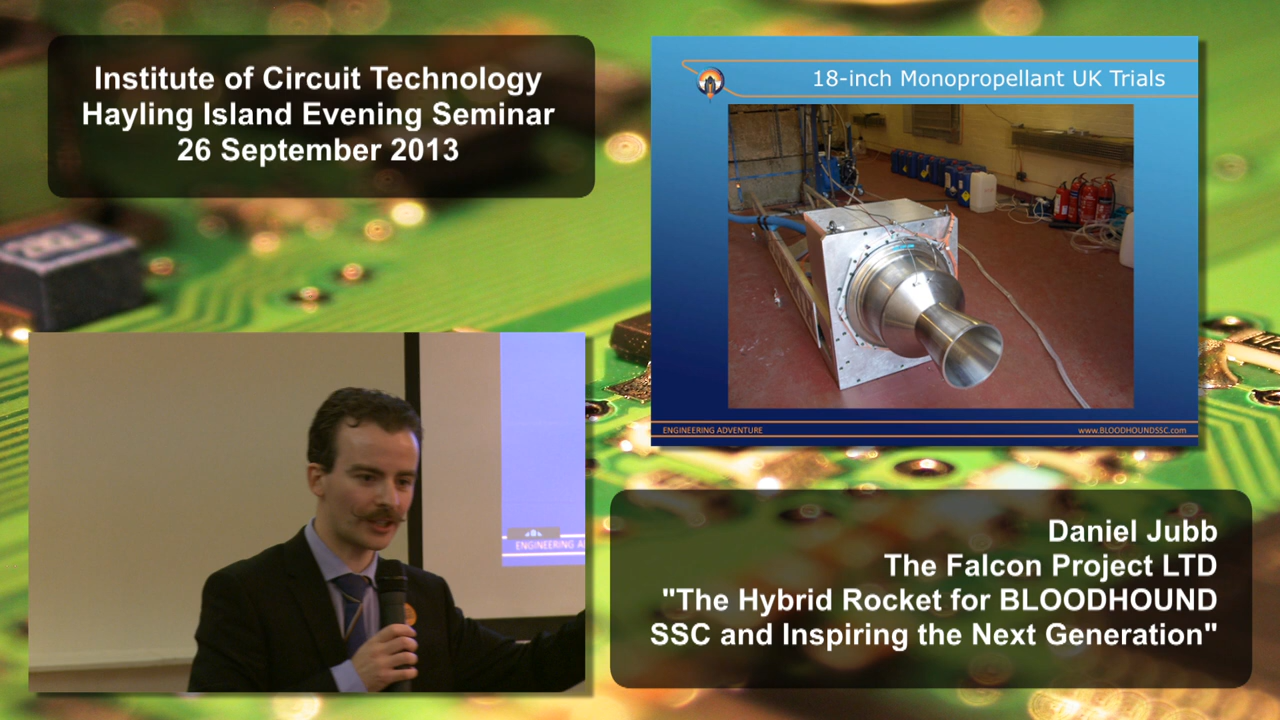 Institute of Circuit Technology
Hayling Island Evening Seminar
26 September 2013
18-inch Monopropellant UK Trials
ENGINEERING ADVENTURE
www.BLOODHOUNDSSC.com
ENGINEERING
Daniel Jubb
The Falcon Project LTD
"The Hybrid Rocket for BLOODHOUND
SSC and Inspiring the Next Generation"